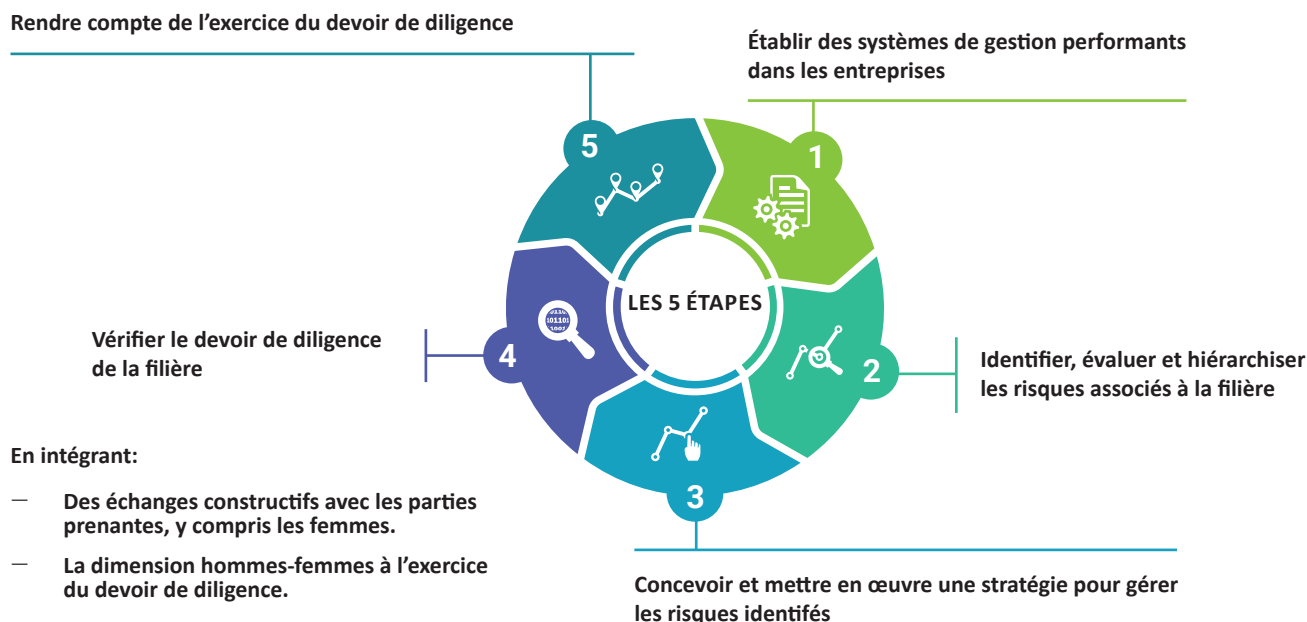 Rendre compte de l’exercice du devoir de diligence
5
Établir des systèmes de gestion performants
dans les entreprises
1
LES 5 ÉTAPES
Identifier, évaluer et hiérarchiser
les risques associés à la filière
2
Concevoir et mettre en œuvre une stratégie pour gérer
les risques identifés
3
Vérifier le devoir de diligence
de la filière
4
En intégrant:
— Des échanges constructifs avec les parties
prenantes, y compris les femmes.
— La dimension hommes-femmes à l’exercice
du devoir de diligence.